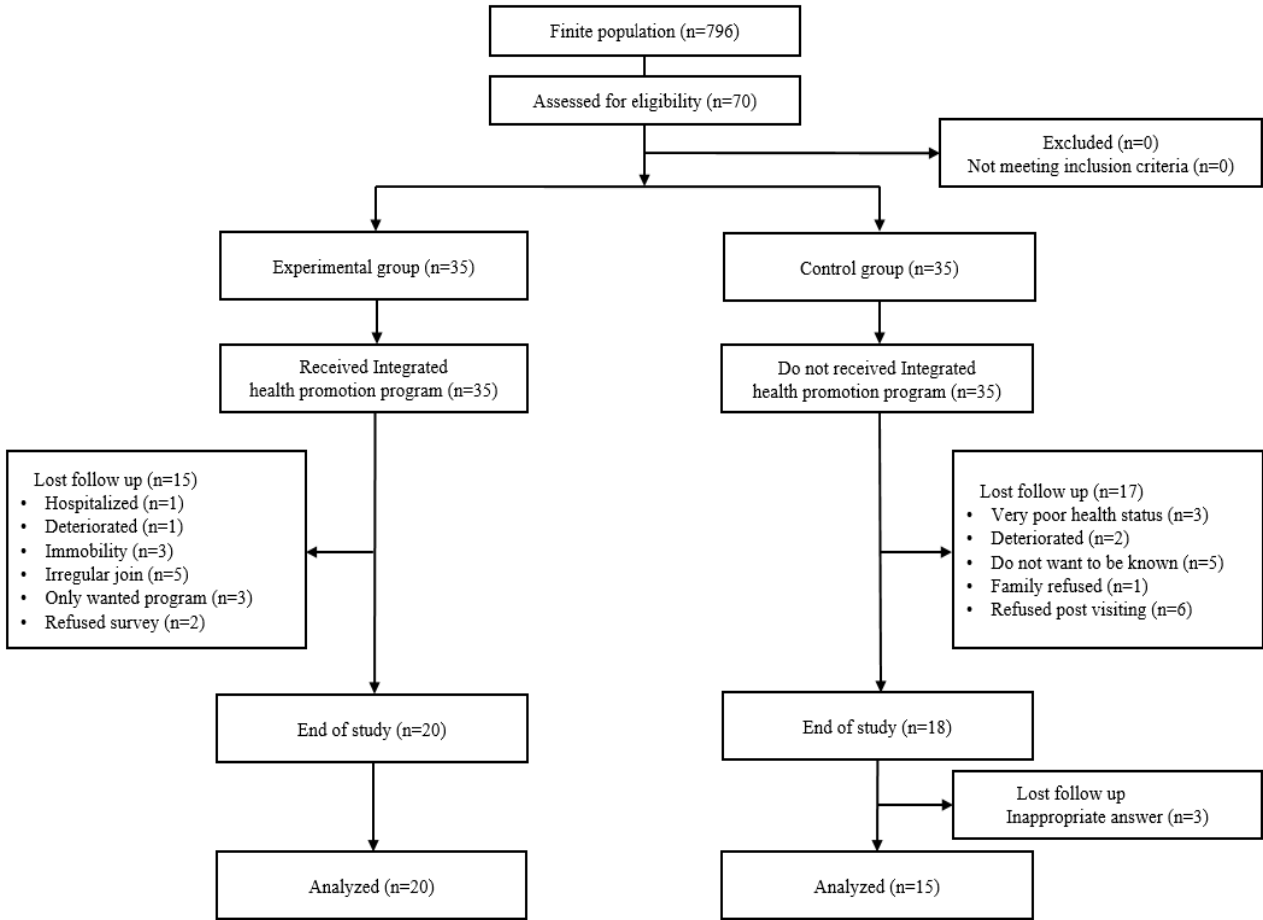 Finite population (n=796)
Assessed for eligibility (n=70)
Excluded (n=0)
Not meeting inclusion criteria (n=0)
Experimental group (n=35)
Control group (n=35)
Received Integrated
health promotion program (n=35)
Do not received Integrated
health promotion program (n=35)
Lost follow up (n=15)
• Hospitalized (n=1)
• Deteriorated (n=1)
• Immobility (n=3)
• Irregular join (n=5)
• Only wanted program (n=3)
• Refused survey (n=2)
Lost follow up (n=17)
• Very poor health status (n=3)
• Deteriorated (n=2)
• Do not want to be known (n=5)
• Family refused (n=1)
• Refused post visiting (n=6)
End of study (n=20)
End of study (n=18)
Lost follow up
Inappropriate answer (n=3)
Analyzed (n=20)
Analyzed (n=15)